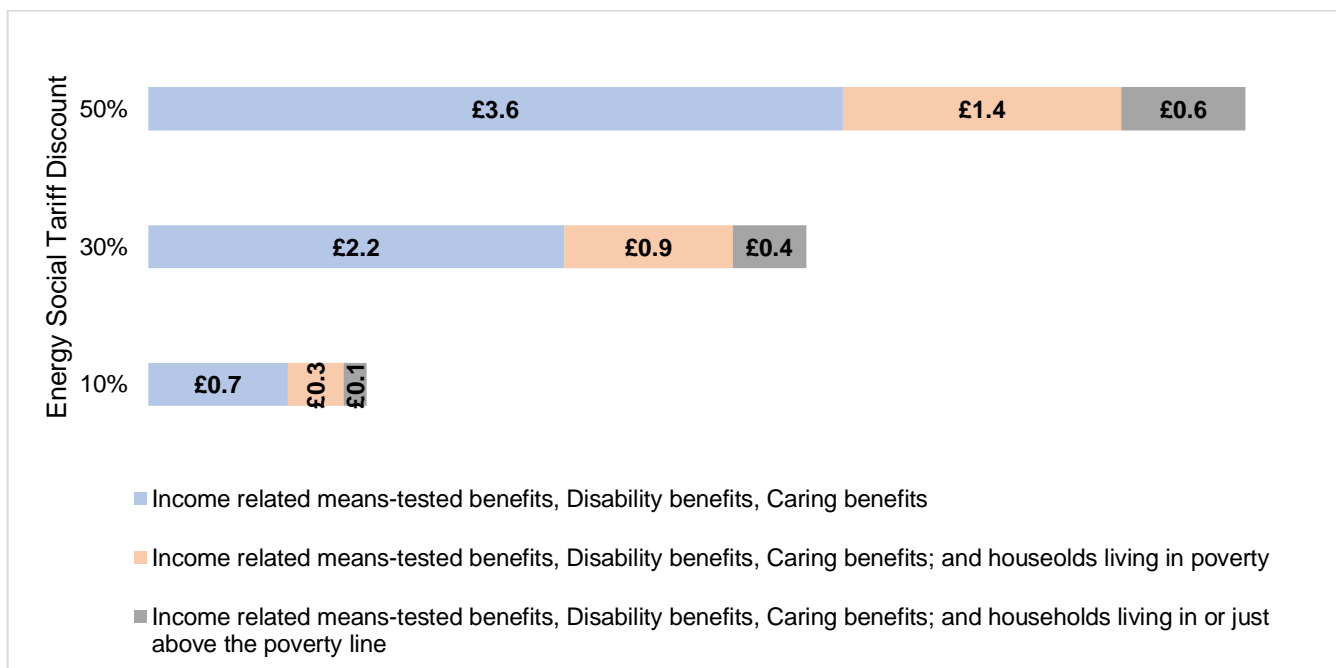 Energy Social Tariff Discount
50%
£3.6 £1.4 £0.6
30%
£2.2 £0.9 £0.4
10%
£0.7 £0.3 £0.1
Income related means-tested benefits, Disability benefits, Caring benefits
Income related means-tested benefits, Disability benefits, Caring benefits; and houseolds living in poverty
Income related means-tested benefits, Disability benefits, Caring benefits; and households living in or just
above the poverty line